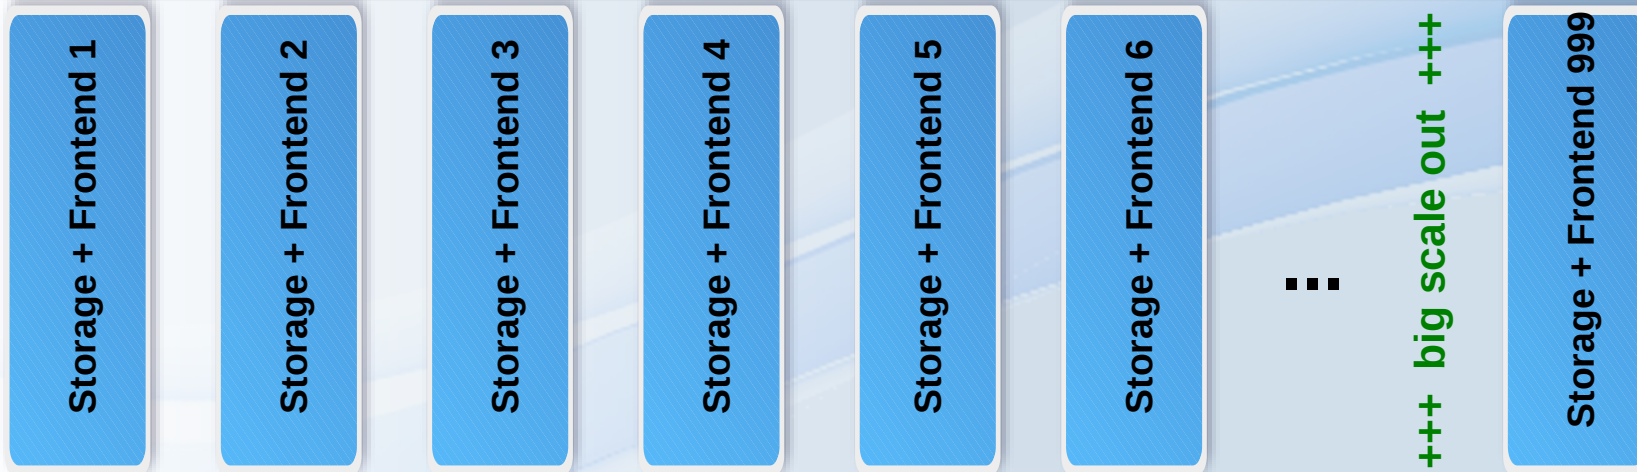 Storage + Frontend 1
Storage + Frontend 2
Storage + Frontend 3
Storage + Frontend 4
Storage + Frontend 5
Storage + Frontend 6
...
+++ big scale out +++
Storage + Frontend 999